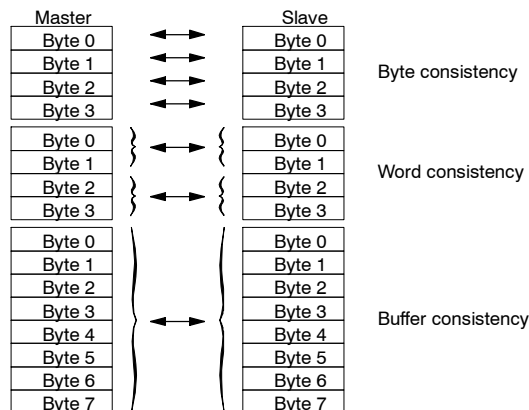 Master Slave
Byte 0 Byte 0
Byte 1 Byte 1
Byte 2 Byte 2
Byte 3 Byte 3
Byte consistency
Byte 0 Byte 0
Byte 1 Byte 1
Byte 2 Byte 2
Byte 3 Byte 3
Word consistency
Byte 0 Byte 0
Byte 1 Byte 1
Byte 2 Byte 2
Byte 3 Byte 3
Byte 4 Byte 4
Byte 5 Byte 5
Byte 6 Byte 6
Byte 7 Byte 7
Buffer consistency